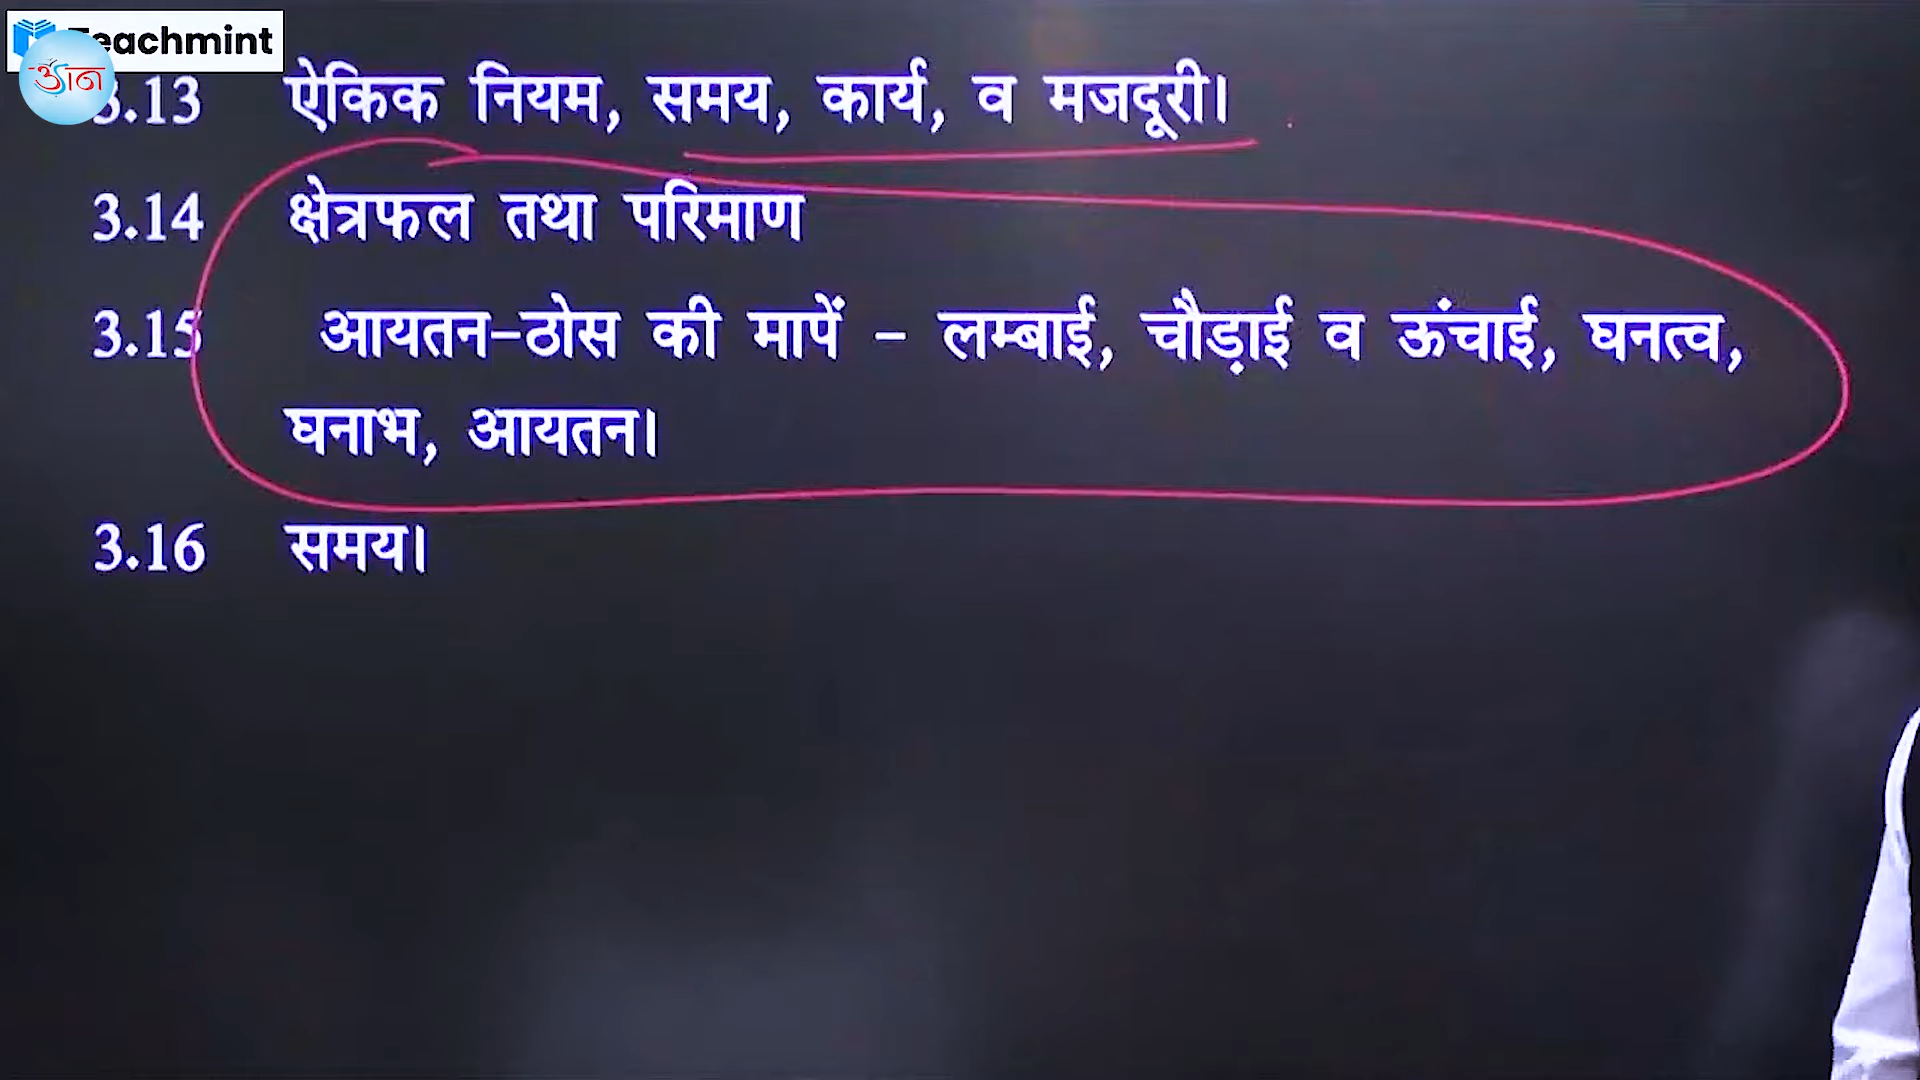 Teachmint
ज्ञान
3.13 ऐकिक नियम, समय, कार्य, व मजदूरी।
3.14 क्षेत्रफल तथा परिमाण
3.15 आयतन-ठोस की मापें - लम्बाई, चौड़ाई व ऊंचाई, घनत्व,
घनाभ, आयतन।
3.16 समय।